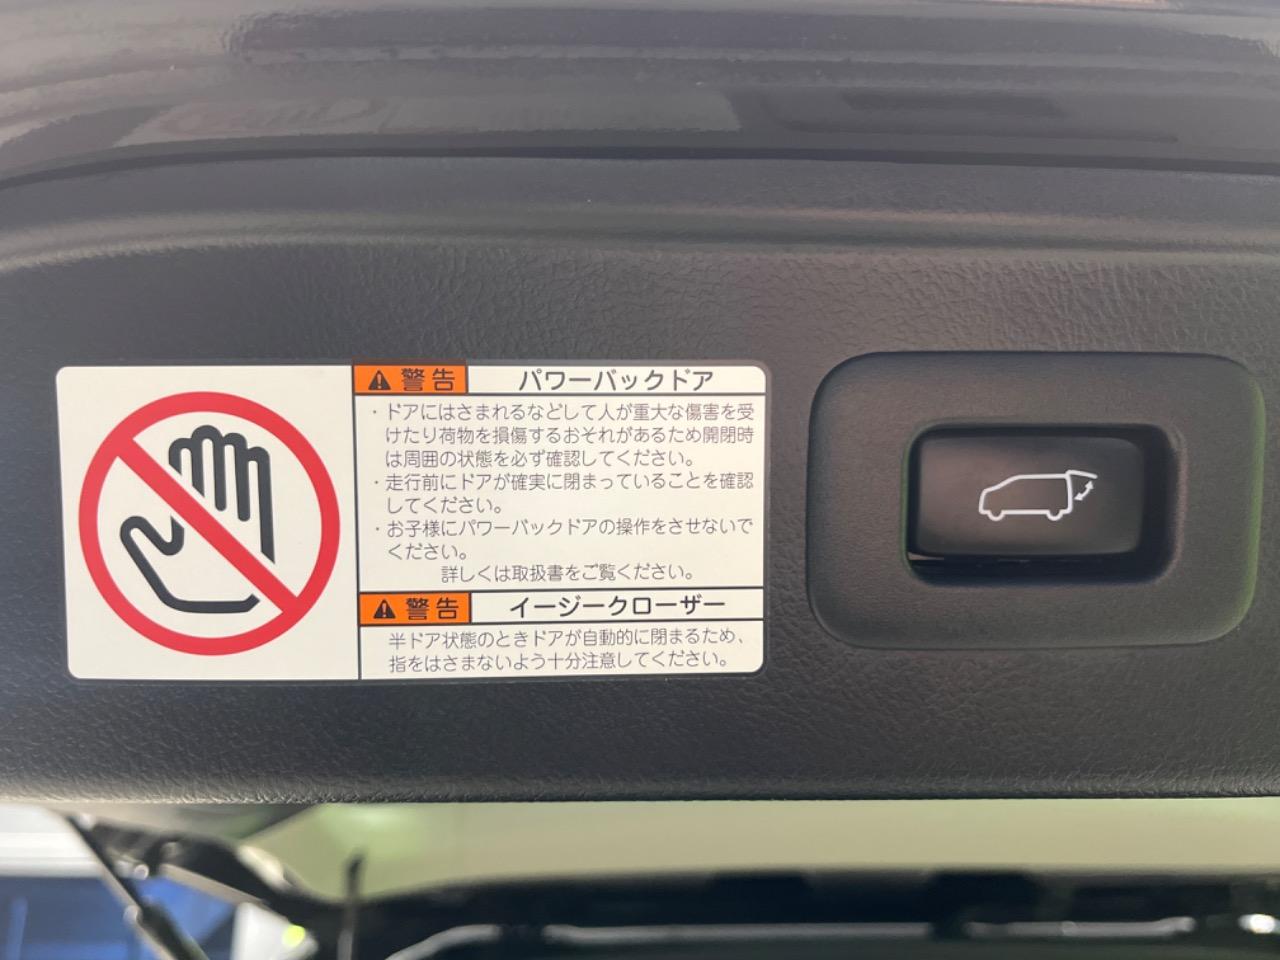 警告 パワーバックドア
・ドアにはさまれるなどして人が重大な傷害を受
けたり荷物を損傷するおそれがあるため開閉時
は周囲の状態を必ず確認してください。
・走行前にドアが確実に閉まっていることを確認
してください。
・お子様にパワーバックドアの操作をさせないで
ください。
詳しくは取扱書をご覧ください。
警告 イージークローザー
半ドア状態のときドアが自動的に閉まるため、
指をはさまないよう十分注意してください。